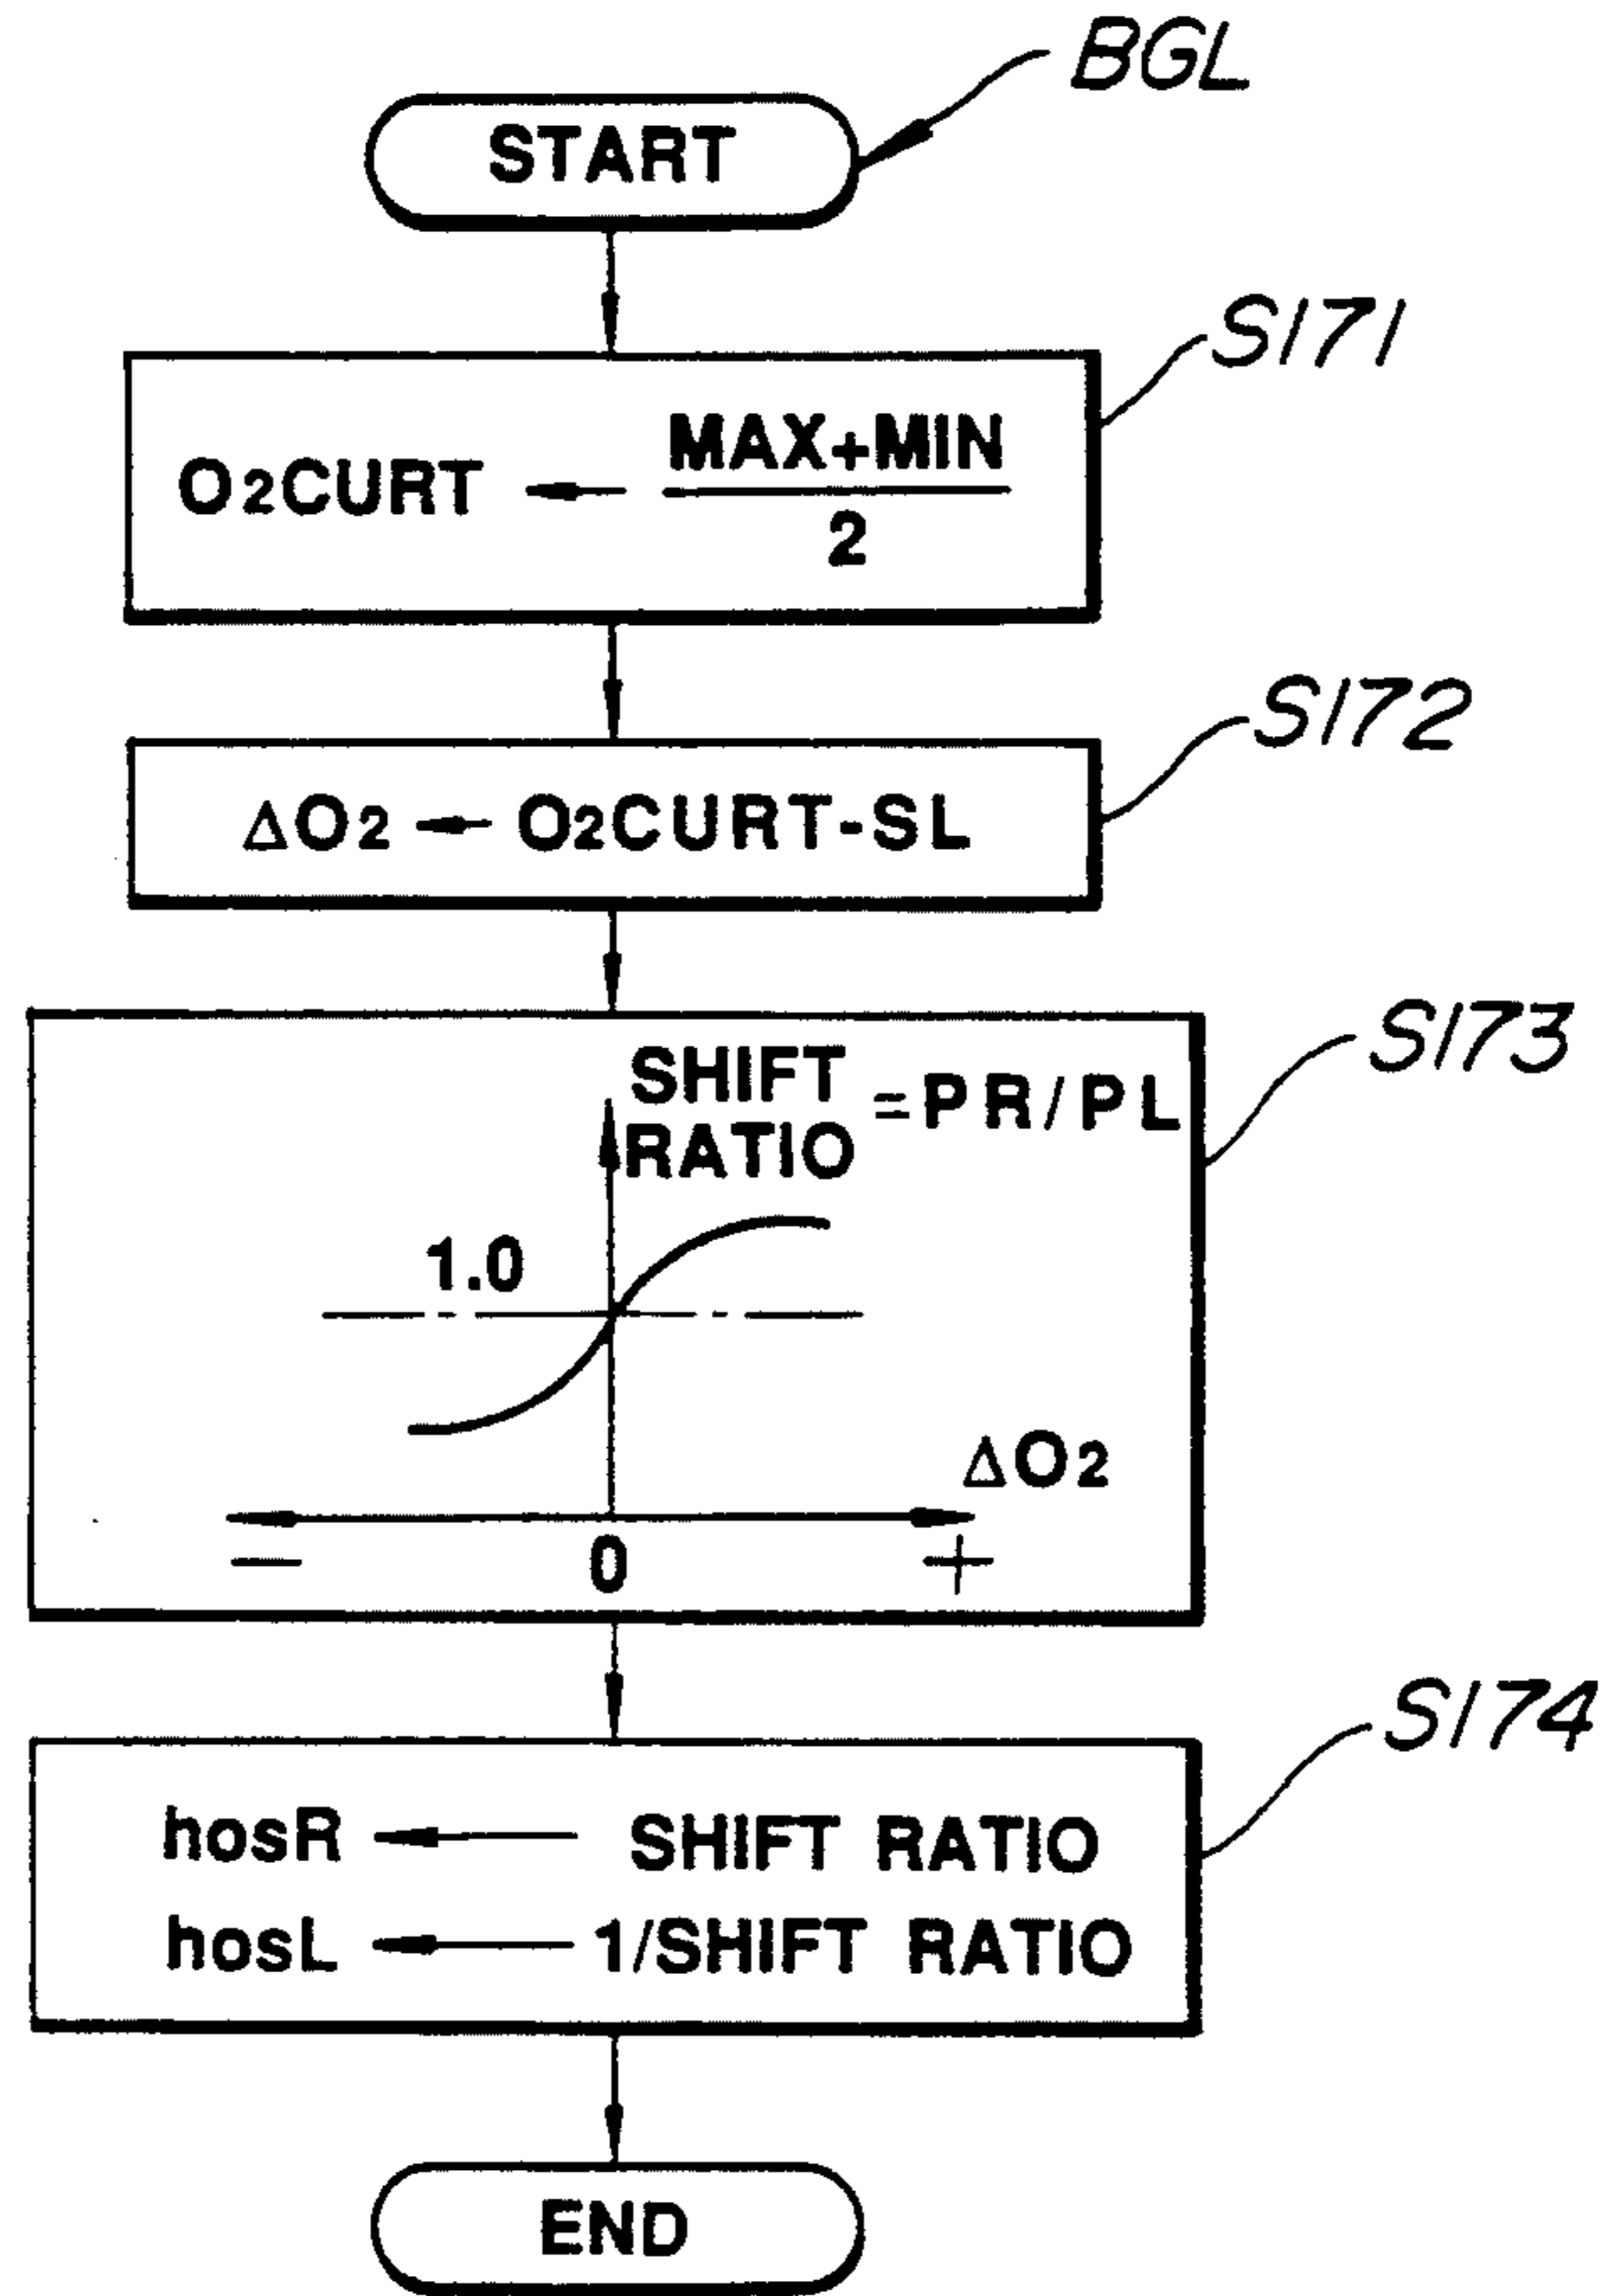 BGL
START
S171
O2CURT ← MAX+MIN
2
S172
ΔO2 ← O2CURT-SL
S173
SHIFT
RATIO =PR/PL
1.0
ΔO2
− 0 +
S174
hosR ← SHIFT RATIO
hosL ← 1/SHIFT RATIO
END